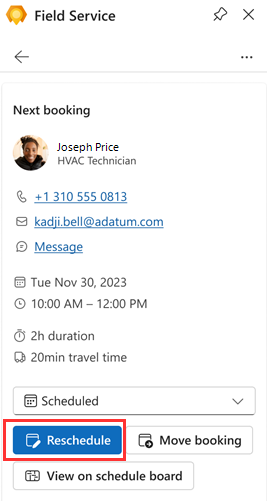 Field Service
Next booking
Joseph Price
HVAC Technician
+1 310 555 0813
kadji.bell@adatum.com
Message
Tue Nov 30, 2023
10:00 AM – 12:00 PM
2h duration
20min travel time
Scheduled
Reschedule
Move booking
View on schedule board